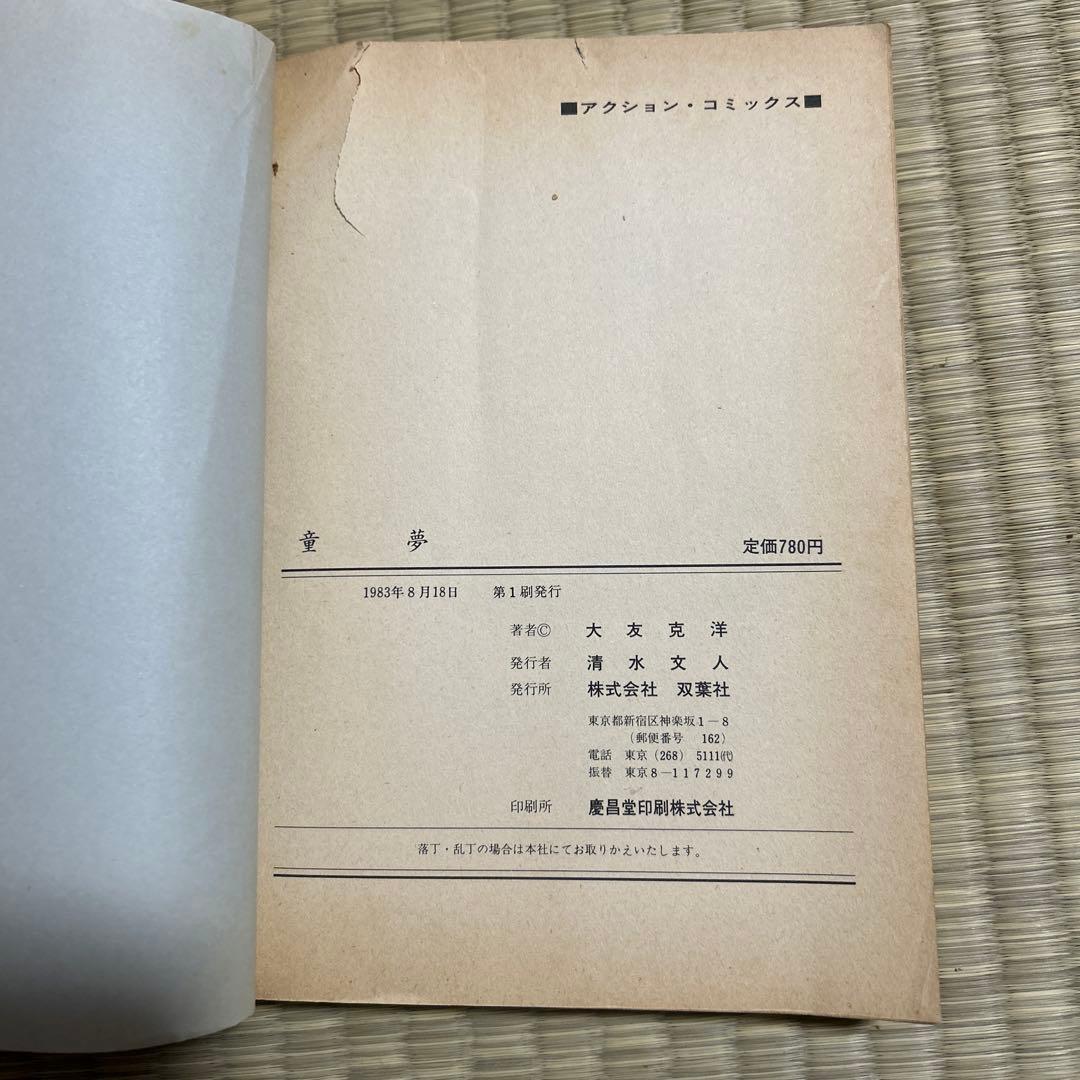 ■アクション・コミックス■
童 夢 定価780円
1983年8月18日 第1刷発行
著者© 大友克洋
発行者 清水文人
発行所 株式会社 双葉社
東京都新宿区神楽坂1―8
(郵便番号 162)
電話 東京(268) 5111㈹
振替 東京8―117299
印刷所 慶昌堂印刷株式会社
落丁・乱丁の場合は本社にてお取りかえいたします。